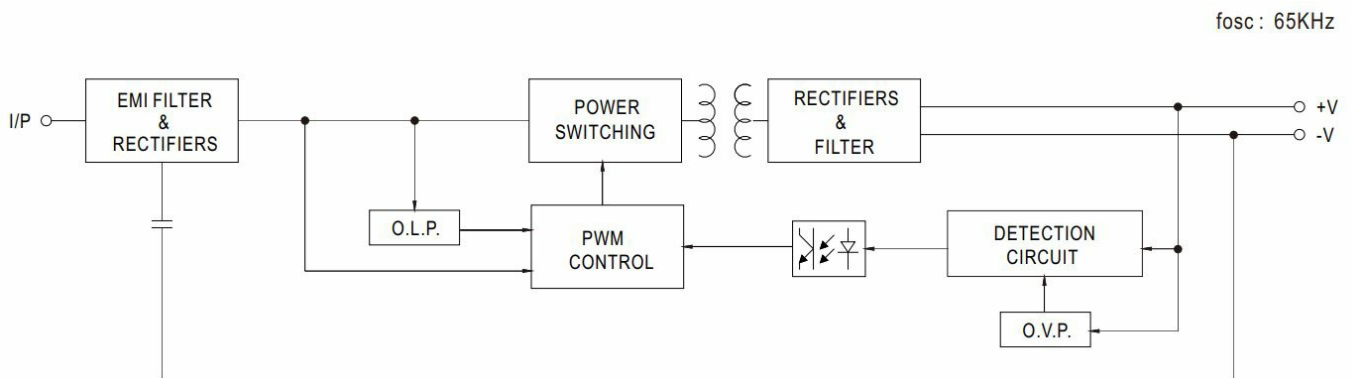 fosc : 65KHz
I/P
EMI FILTER
&
RECTIFIERS
POWER
SWITCHING
RECTIFIERS
&
FILTER
+V
-V
O.L.P.
PWM
CONTROL
DETECTION
CIRCUIT
O.V.P.